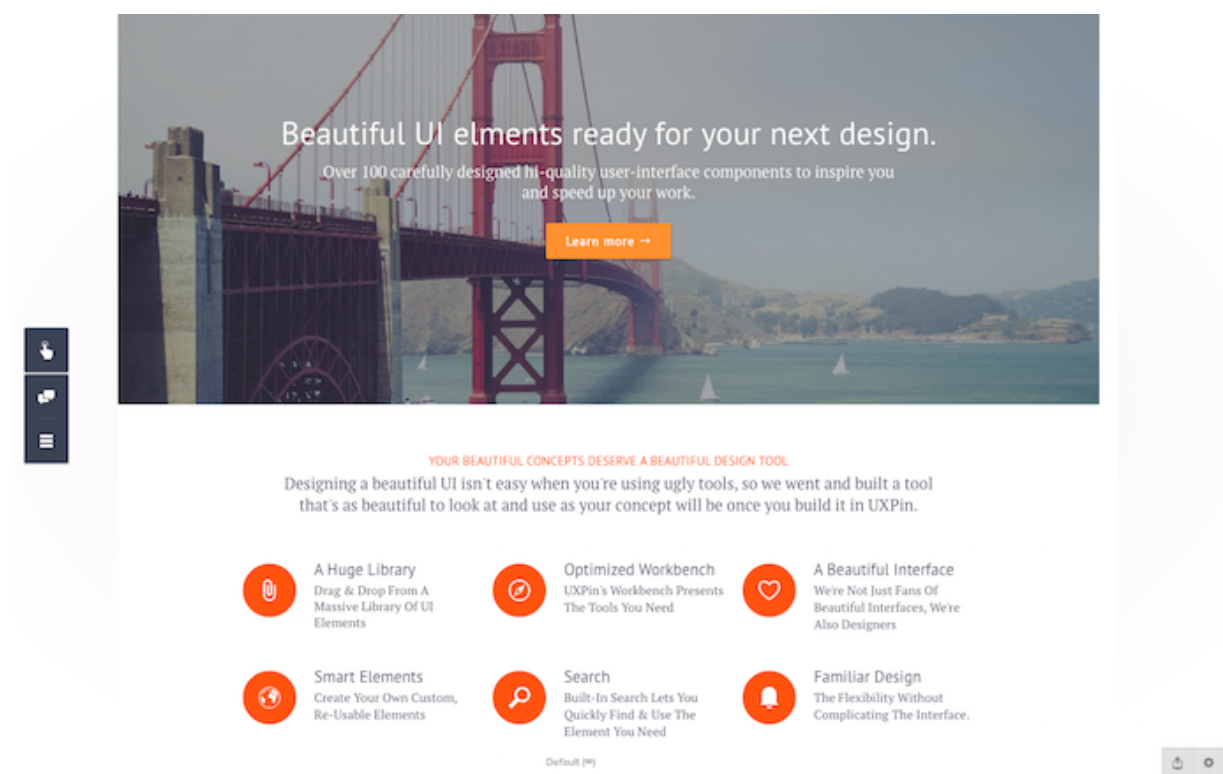 Beautiful UI elments ready for your next design.
Over 100 carefully designed hi-quality user-interface components to inspire you
and speed up your work.
Learn more →
YOUR BEAUTIFUL CONCEPTS DESERVE A BEAUTIFUL DESIGN TOOL
Designing a beautiful UI isn't easy when you're using ugly tools, so we went and built a tool
that's as beautiful to look at and use as your concept will be once you build it in UXPin.
A Huge Library
Drag & Drop From A
Massive Library Of UI
Elements
Optimized Workbench
UXPin's Workbench Presents
The Tools You Need
A Beautiful Interface
We're Not Just Fans Of
Beautiful Interfaces, We're
Also Designers
Smart Elements
Create Your Own Custom,
Re-Usable Elements
Search
Built-In Search Lets You
Quickly Find & Use The
Element You Need
Familiar Design
The Flexibility Without
Complicating The Interface.
Default